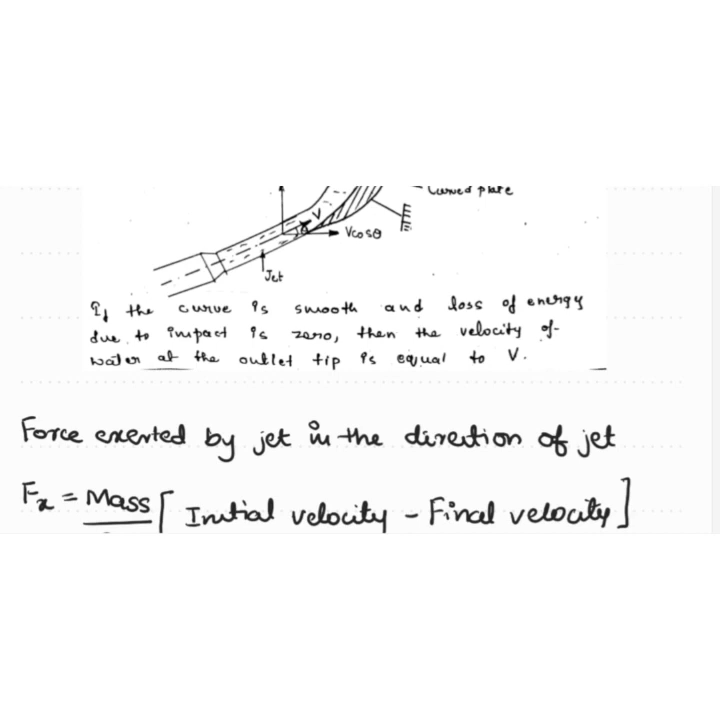 Curved plate
V
θ
Vcosθ
Jet
If the curve is smooth and loss of energy
due to impact is zero, then the velocity of
water at the outlet tip is equal to V.
Force exerted by jet in the direction of jet
Fx = Mass [ Initial velocity - Final velocity ]